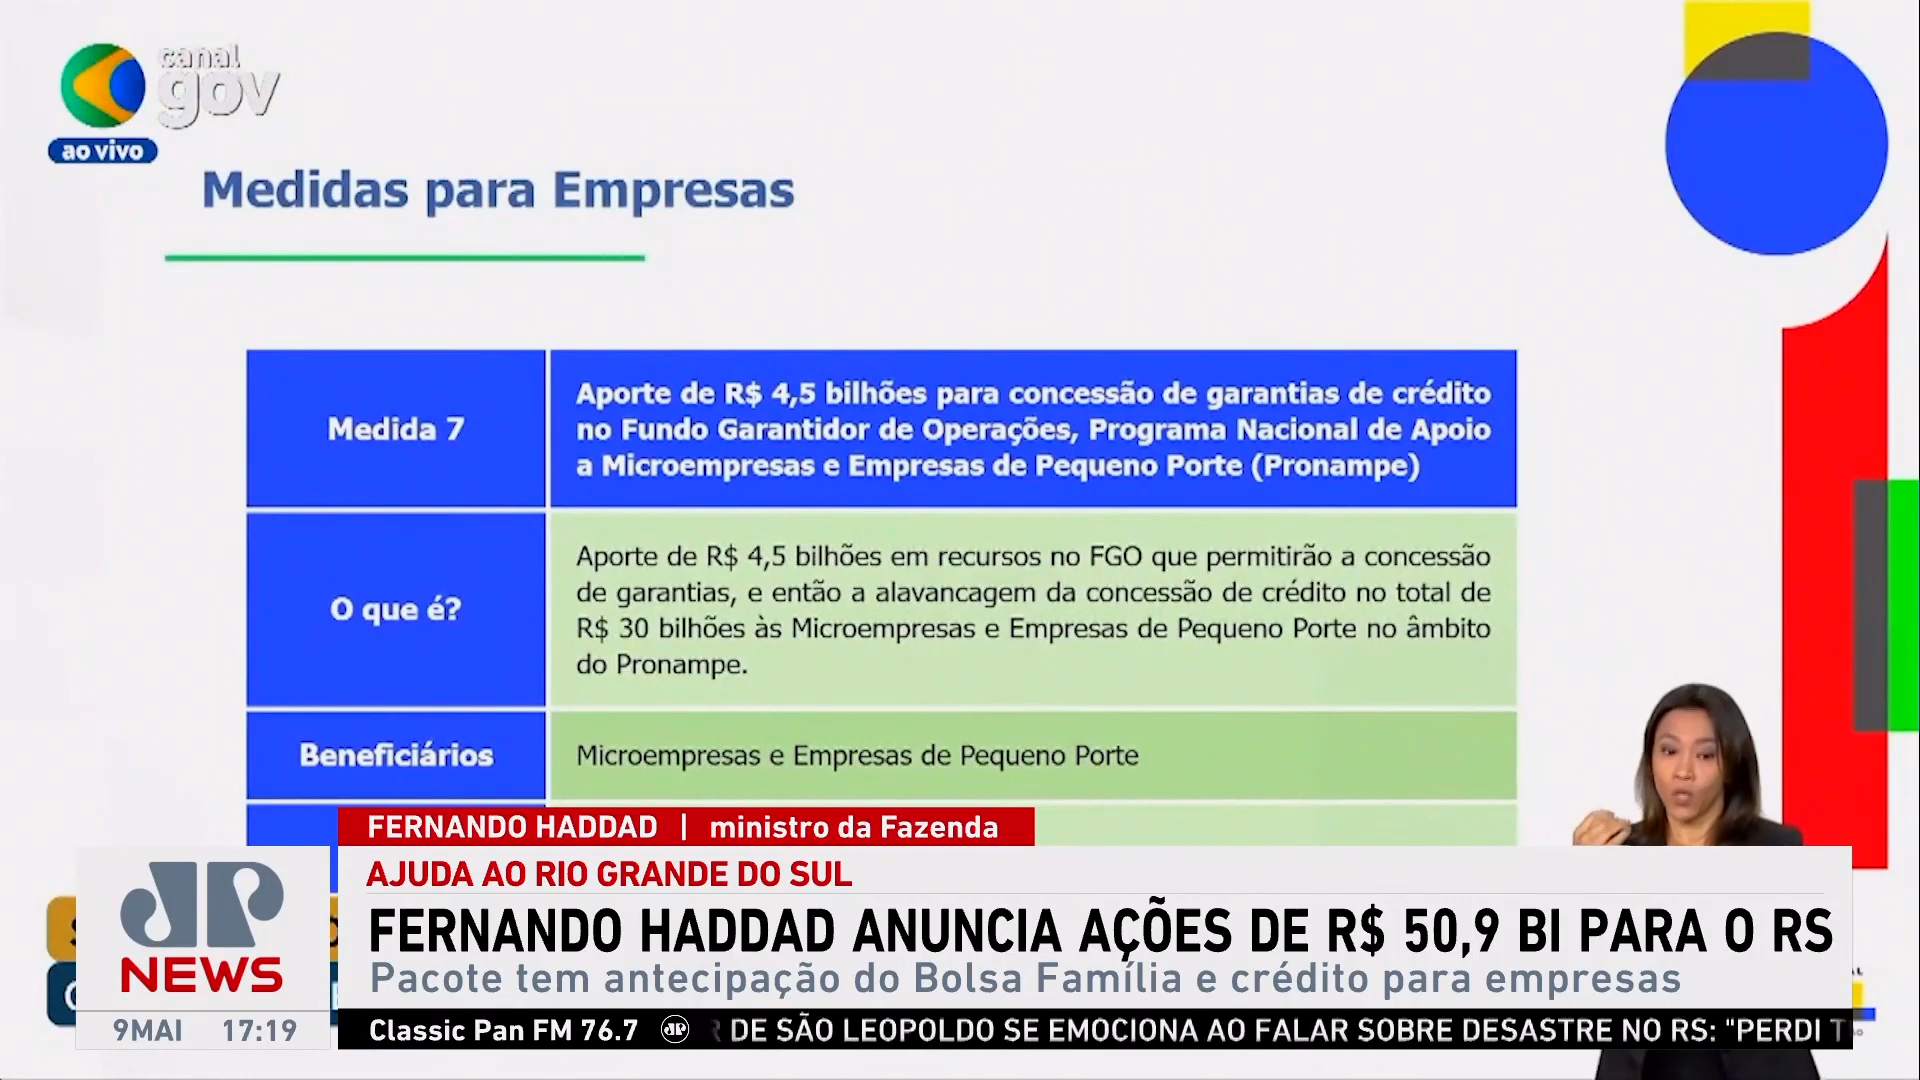 canal
gov
ao vivo
Medidas para Empresas
Medida 7
Aporte de R$ 4,5 bilhões para concessão de garantias de crédito
no Fundo Garantidor de Operações, Programa Nacional de Apoio
a Microempresas e Empresas de Pequeno Porte (Pronampe)
O que é?
Aporte de R$ 4,5 bilhões em recursos no FGO que permitirão a concessão
de garantias, e então a alavancagem da concessão de crédito no total de
R$ 30 bilhões às Microempresas e Empresas de Pequeno Porte no âmbito
do Pronampe.
Beneficiários
Microempresas e Empresas de Pequeno Porte
FERNANDO HADDAD | ministro da Fazenda
AJUDA AO RIO GRANDE DO SUL
FERNANDO HADDAD ANUNCIA AÇÕES DE R$ 50,9 BI PARA O RS
Pacote tem antecipação do Bolsa Família e crédito para empresas
JP
NEWS
9MAI 17:19
Classic Pan FM 76.7 JP R DE SÃO LEOPOLDO SE EMOCIONA AO FALAR SOBRE DESASTRE NO RS: "PERDI T